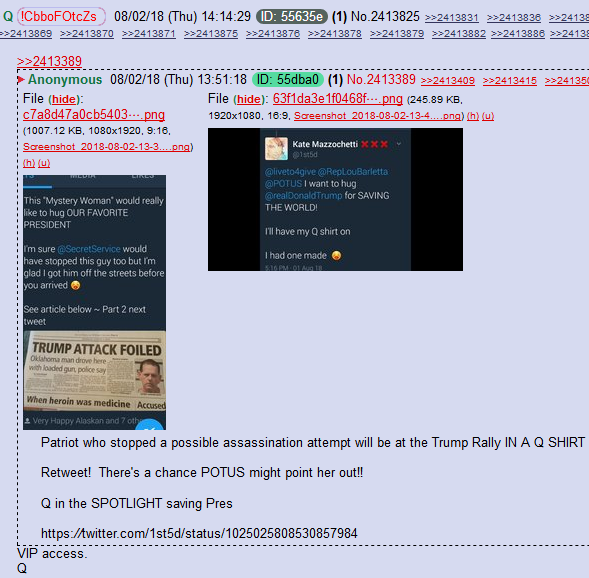 Q !CbboFOtcZs 08/02/18 (Thu) 14:14:29 ID: 55635e (1) No.2413825 >>2413831 >>2413836
>>2413869 >>2413870 >>2413871 >>2413875 >>2413876 >>2413878 >>2413879 >>2413882 >>2413886
>>2413389
Anonymous 08/02/18 (Thu) 13:51:18 ID: 55dba0 (1) No.2413389 >>2413409 >>2413415
File (hide):
c7a8d47a0cb5403⋯.png
(1007.12 KB, 1080x1920, 9:16,
Screenshot_2018-08-02-13-3….png)
(h) (u)
This "Mystery Woman" would really
like to hug OUR FAVORITE
PRESIDENT
I'm sure @SecretService would
have stopped this guy too but I'm
glad I got him off the streets before
you arrived
See article below ~ Part 2 next
tweet
TRUMP ATTACK FOILED
Oklahoma man drove here
with loaded gun, police say
When heroin was medicine Accused
Very Happy Alaskan and 7
File (hide): 63f1da3e1f0468f⋯.png (245.89 KB,
1920x1080, 16:9, Screenshot_2018-08-02-13-4….png) (h) (u)
Kate Mazzochetti ❌❌❌
@1st5d
@liveto4give @RepLouBarletta
@POTUS I want to hug
@realDonaldTrump for SAVING
THE WORLD!
I'll have my Q shirt on
I had one made
5:16 PM · 01 Aug 18
Patriot who stopped a possible assassination attempt will be at the Trump Rally IN A Q SHIRT
Retweet! There's a chance POTUS might point her out!!
Q in the SPOTLIGHT saving Pres
https://twitter.com/1st5d/status/1025025808530857984
VIP access.
Q